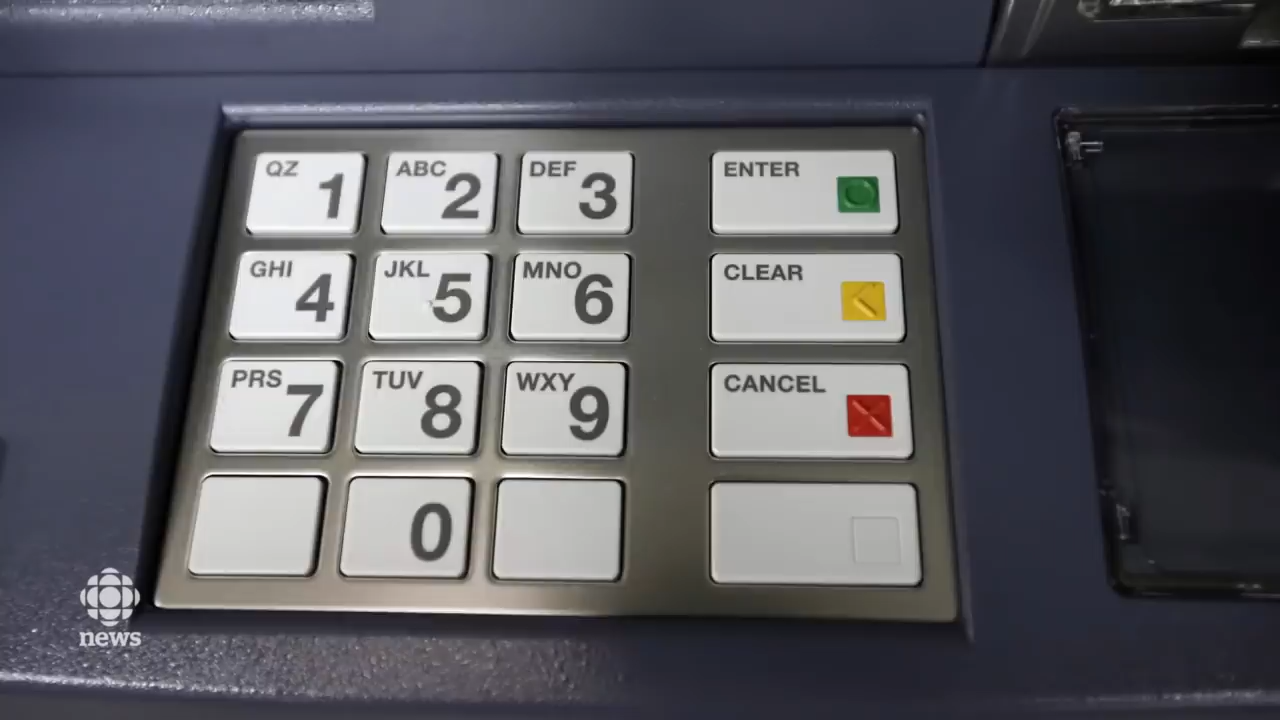 QZ 1 ABC 2 DEF 3 ENTER
GHI 4 JKL 5 MNO 6 CLEAR
PRS 7 TUV 8 WXY 9 CANCEL
0
news